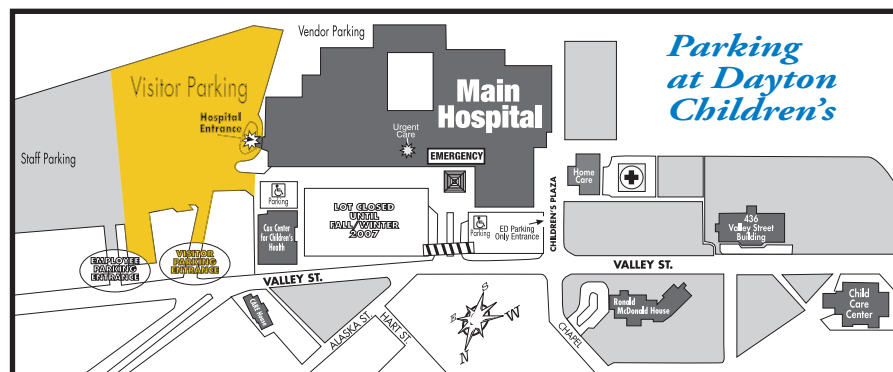 Parking
at Dayton
Children's
Vendor Parking
Visitor Parking
Hospital
Entrance
Staff Parking
Main
Hospital
Urgent
Care
EMERGENCY
Home
Care
Parking
Cox Center
for Children's
Health
LOT CLOSED
UNTIL
FALL/WINTER
2007
Parking
ED Parking
Only Entrance
CHILDREN'S PLAZA
436
Valley Street
Building
EMPLOYEE
PARKING
ENTRANCE
VISITOR
PARKING
ENTRANCE
VALLEY ST.
VALLEY ST.
ALASKA ST.
HART ST.
S
E
W
N
CHAPEL
Ronald
McDonald House
Child
Care
Center